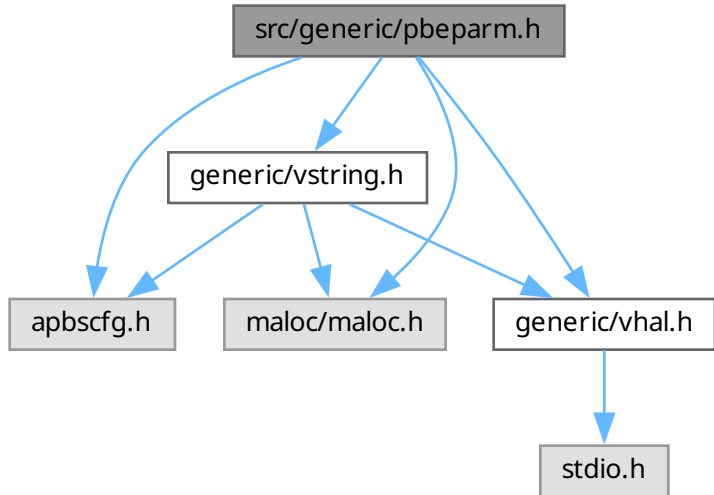 src/generic/pbeparm.h
generic/vstring.h
apbscfg.h
maloc/maloc.h
generic/vhal.h
stdio.h